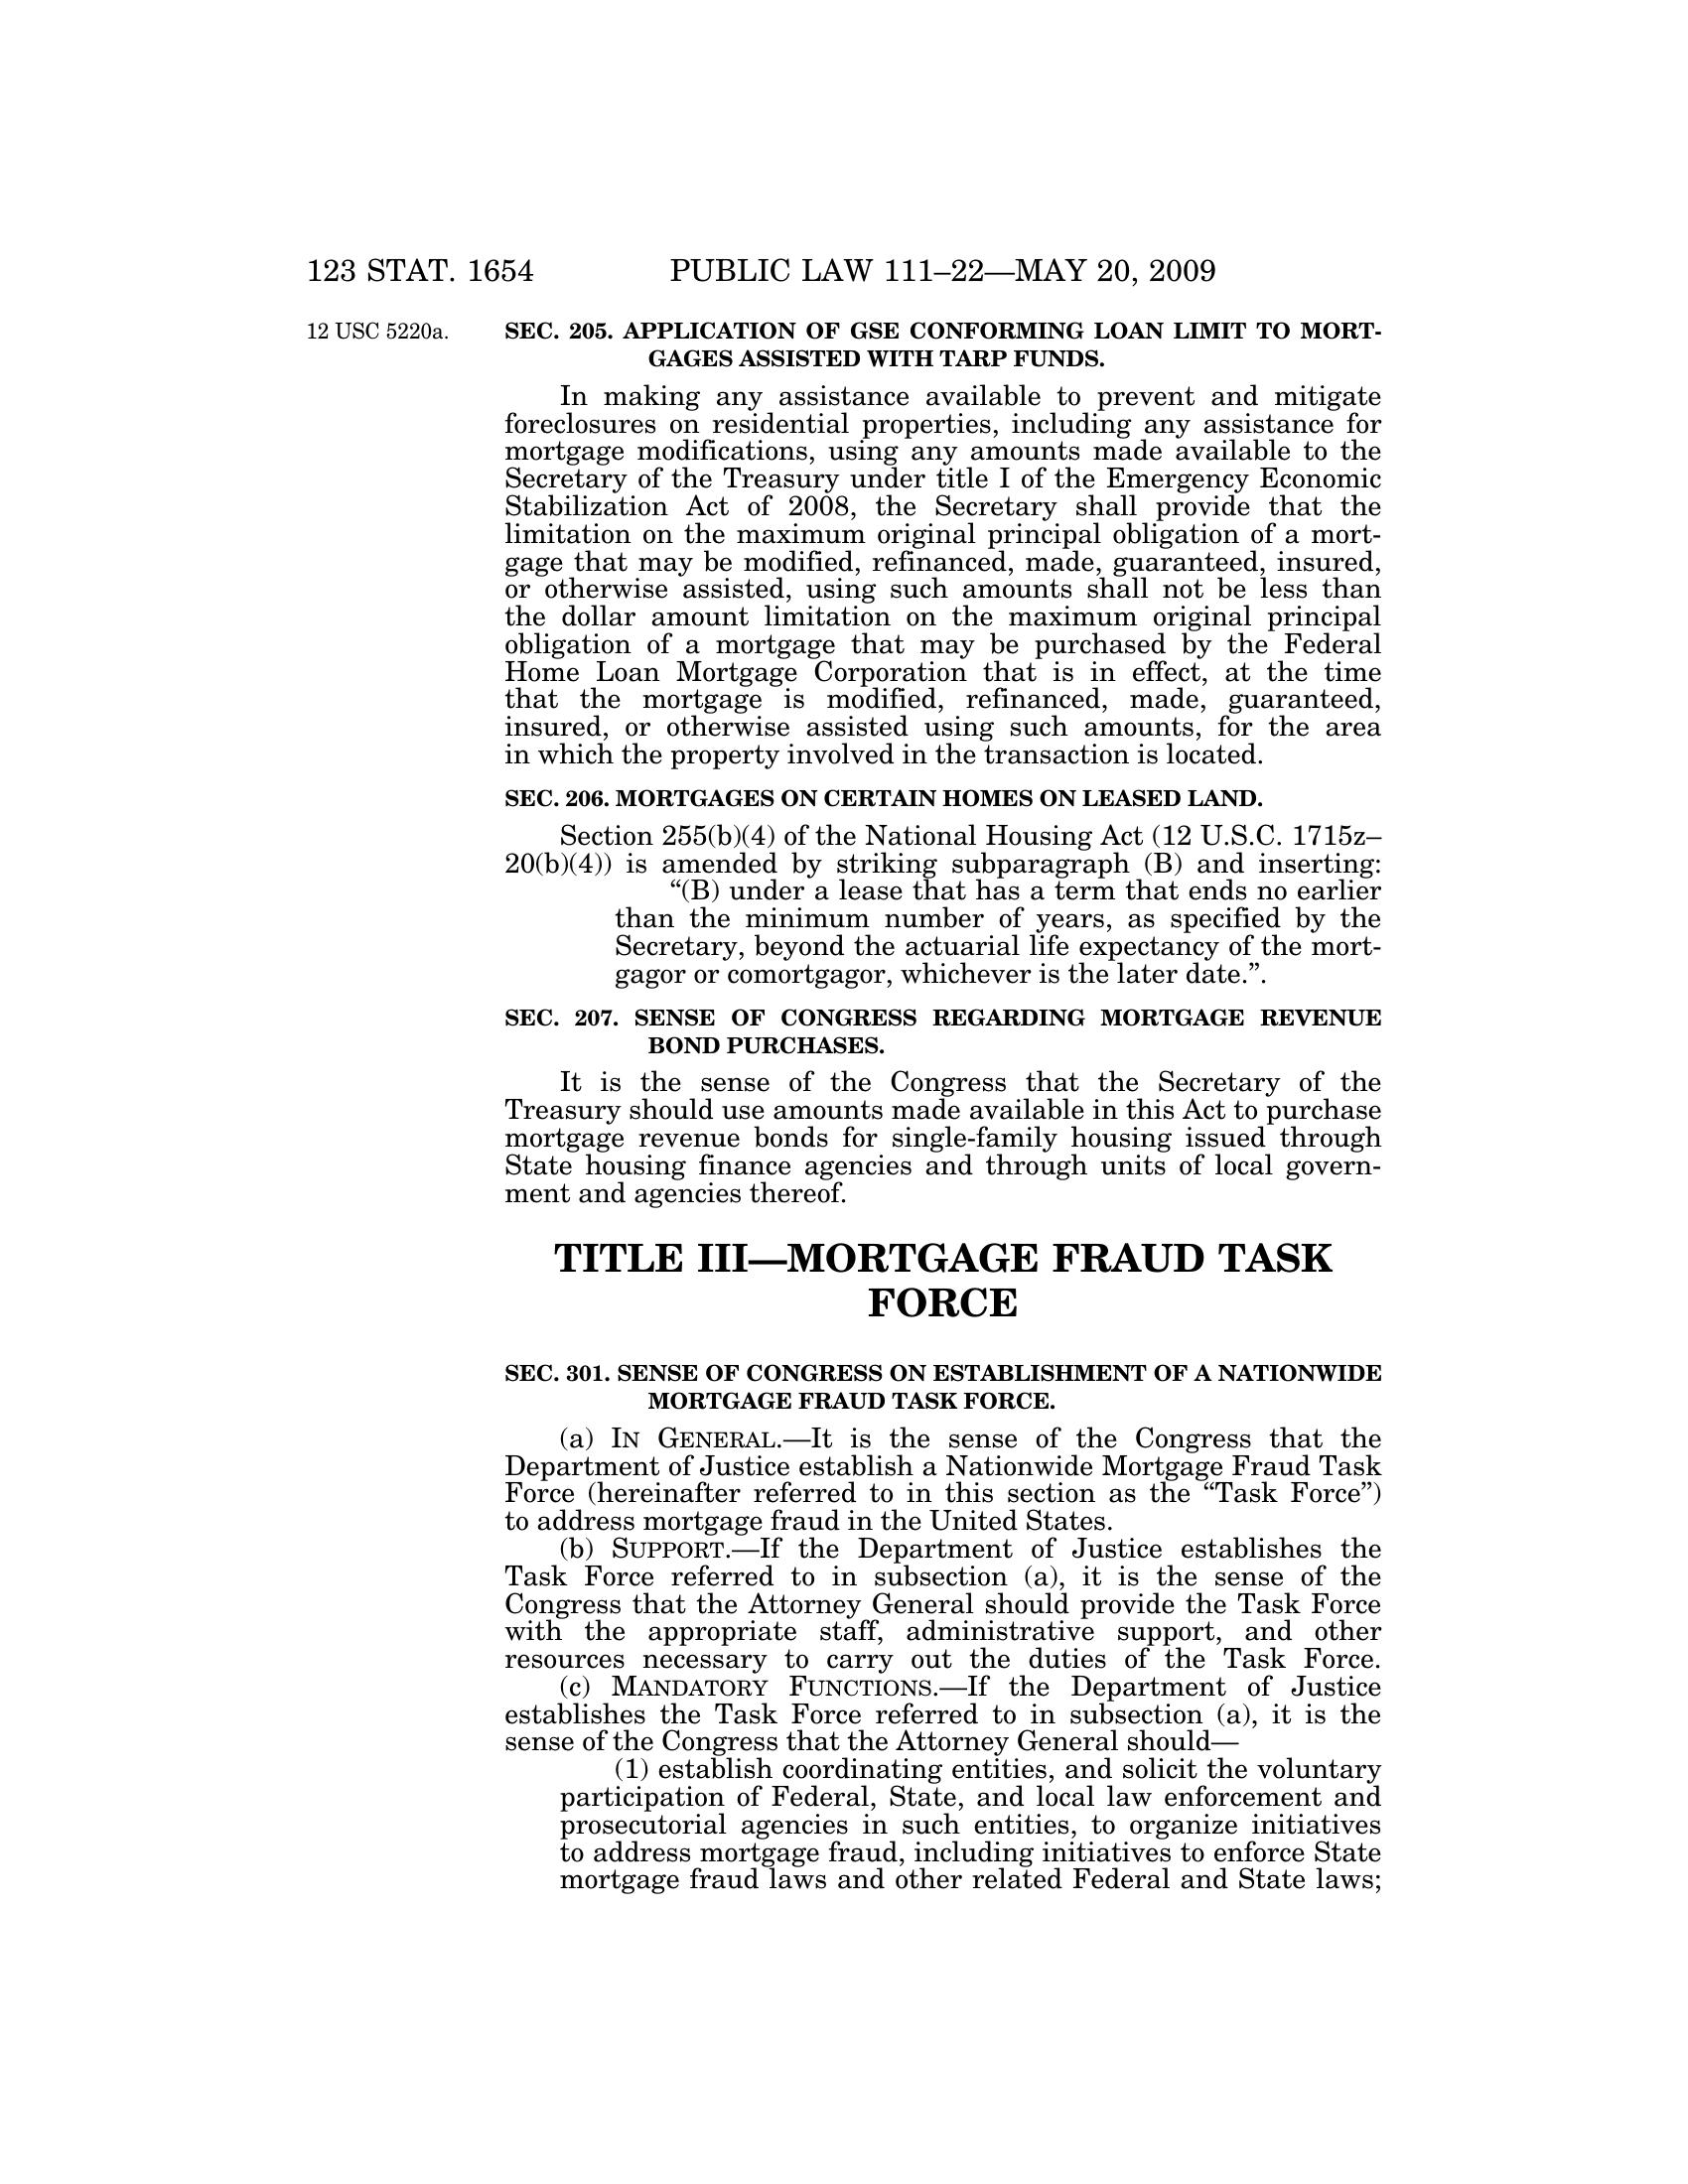 123 STAT. 1654
PUBLIC LAW 111–22—MAY 20, 2009
12 USC 5220a.
SEC. 205. APPLICATION OF GSE CONFORMING LOAN LIMIT TO MORT-
GAGES ASSISTED WITH TARP FUNDS.
In making any assistance available to prevent and mitigate
foreclosures on residential properties, including any assistance for
mortgage modifications, using any amounts made available to the
Secretary of the Treasury under title I of the Emergency Economic
Stabilization Act of 2008, the Secretary shall provide that the
limitation on the maximum original principal obligation of a mort-
gage that may be modified, refinanced, made, guaranteed, insured,
or otherwise assisted, using such amounts shall not be less than
the dollar amount limitation on the maximum original principal
obligation of a mortgage that may be purchased by the Federal
Home Loan Mortgage Corporation that is in effect, at the time
that the mortgage is modified, refinanced, made, guaranteed,
insured, or otherwise assisted using such amounts, for the area
in which the property involved in the transaction is located.
SEC. 206. MORTGAGES ON CERTAIN HOMES ON LEASED LAND.
Section 255(b)(4) of the National Housing Act (12 U.S.C. 1715z–
20(b)(4)) is amended by striking subparagraph (B) and inserting:
“(B) under a lease that has a term that ends no earlier
than the minimum number of years, as specified by the
Secretary, beyond the actuarial life expectancy of the mort-
gagor or comortgagor, whichever is the later date.”.
SEC. 207. SENSE OF CONGRESS REGARDING MORTGAGE REVENUE
BOND PURCHASES.
It is the sense of the Congress that the Secretary of the
Treasury should use amounts made available in this Act to purchase
mortgage revenue bonds for single-family housing issued through
State housing finance agencies and through units of local govern-
ment and agencies thereof.
TITLE III—MORTGAGE FRAUD TASK
FORCE
SEC. 301. SENSE OF CONGRESS ON ESTABLISHMENT OF A NATIONWIDE
MORTGAGE FRAUD TASK FORCE.
(a) IN GENERAL.—It is the sense of the Congress that the
Department of Justice establish a Nationwide Mortgage Fraud Task
Force (hereinafter referred to in this section as the “Task Force”)
to address mortgage fraud in the United States.
(b) SUPPORT.—If the Department of Justice establishes the
Task Force referred to in subsection (a), it is the sense of the
Congress that the Attorney General should provide the Task Force
with the appropriate staff, administrative support, and other
resources necessary to carry out the duties of the Task Force.
(c) MANDATORY FUNCTIONS.—If the Department of Justice
establishes the Task Force referred to in subsection (a), it is the
sense of the Congress that the Attorney General should—
(1) establish coordinating entities, and solicit the voluntary
participation of Federal, State, and local law enforcement and
prosecutorial agencies in such entities, to organize initiatives
to address mortgage fraud, including initiatives to enforce State
mortgage fraud laws and other related Federal and State laws;